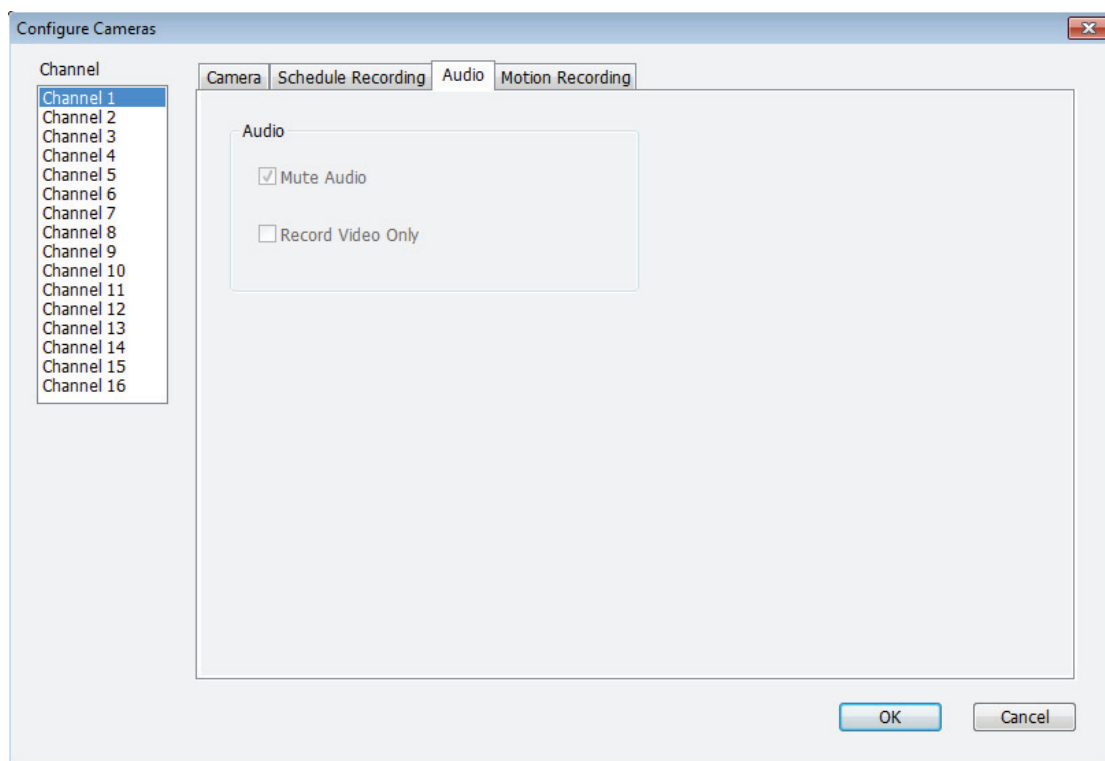 Configure Cameras
Channel
Channel 1
Channel 2
Channel 3
Channel 4
Channel 5
Channel 6
Channel 7
Channel 8
Channel 9
Channel 10
Channel 11
Channel 12
Channel 13
Channel 14
Channel 15
Channel 16
Camera Schedule Recording Audio Motion Recording
Audio
Mute Audio
Record Video Only
OK Cancel